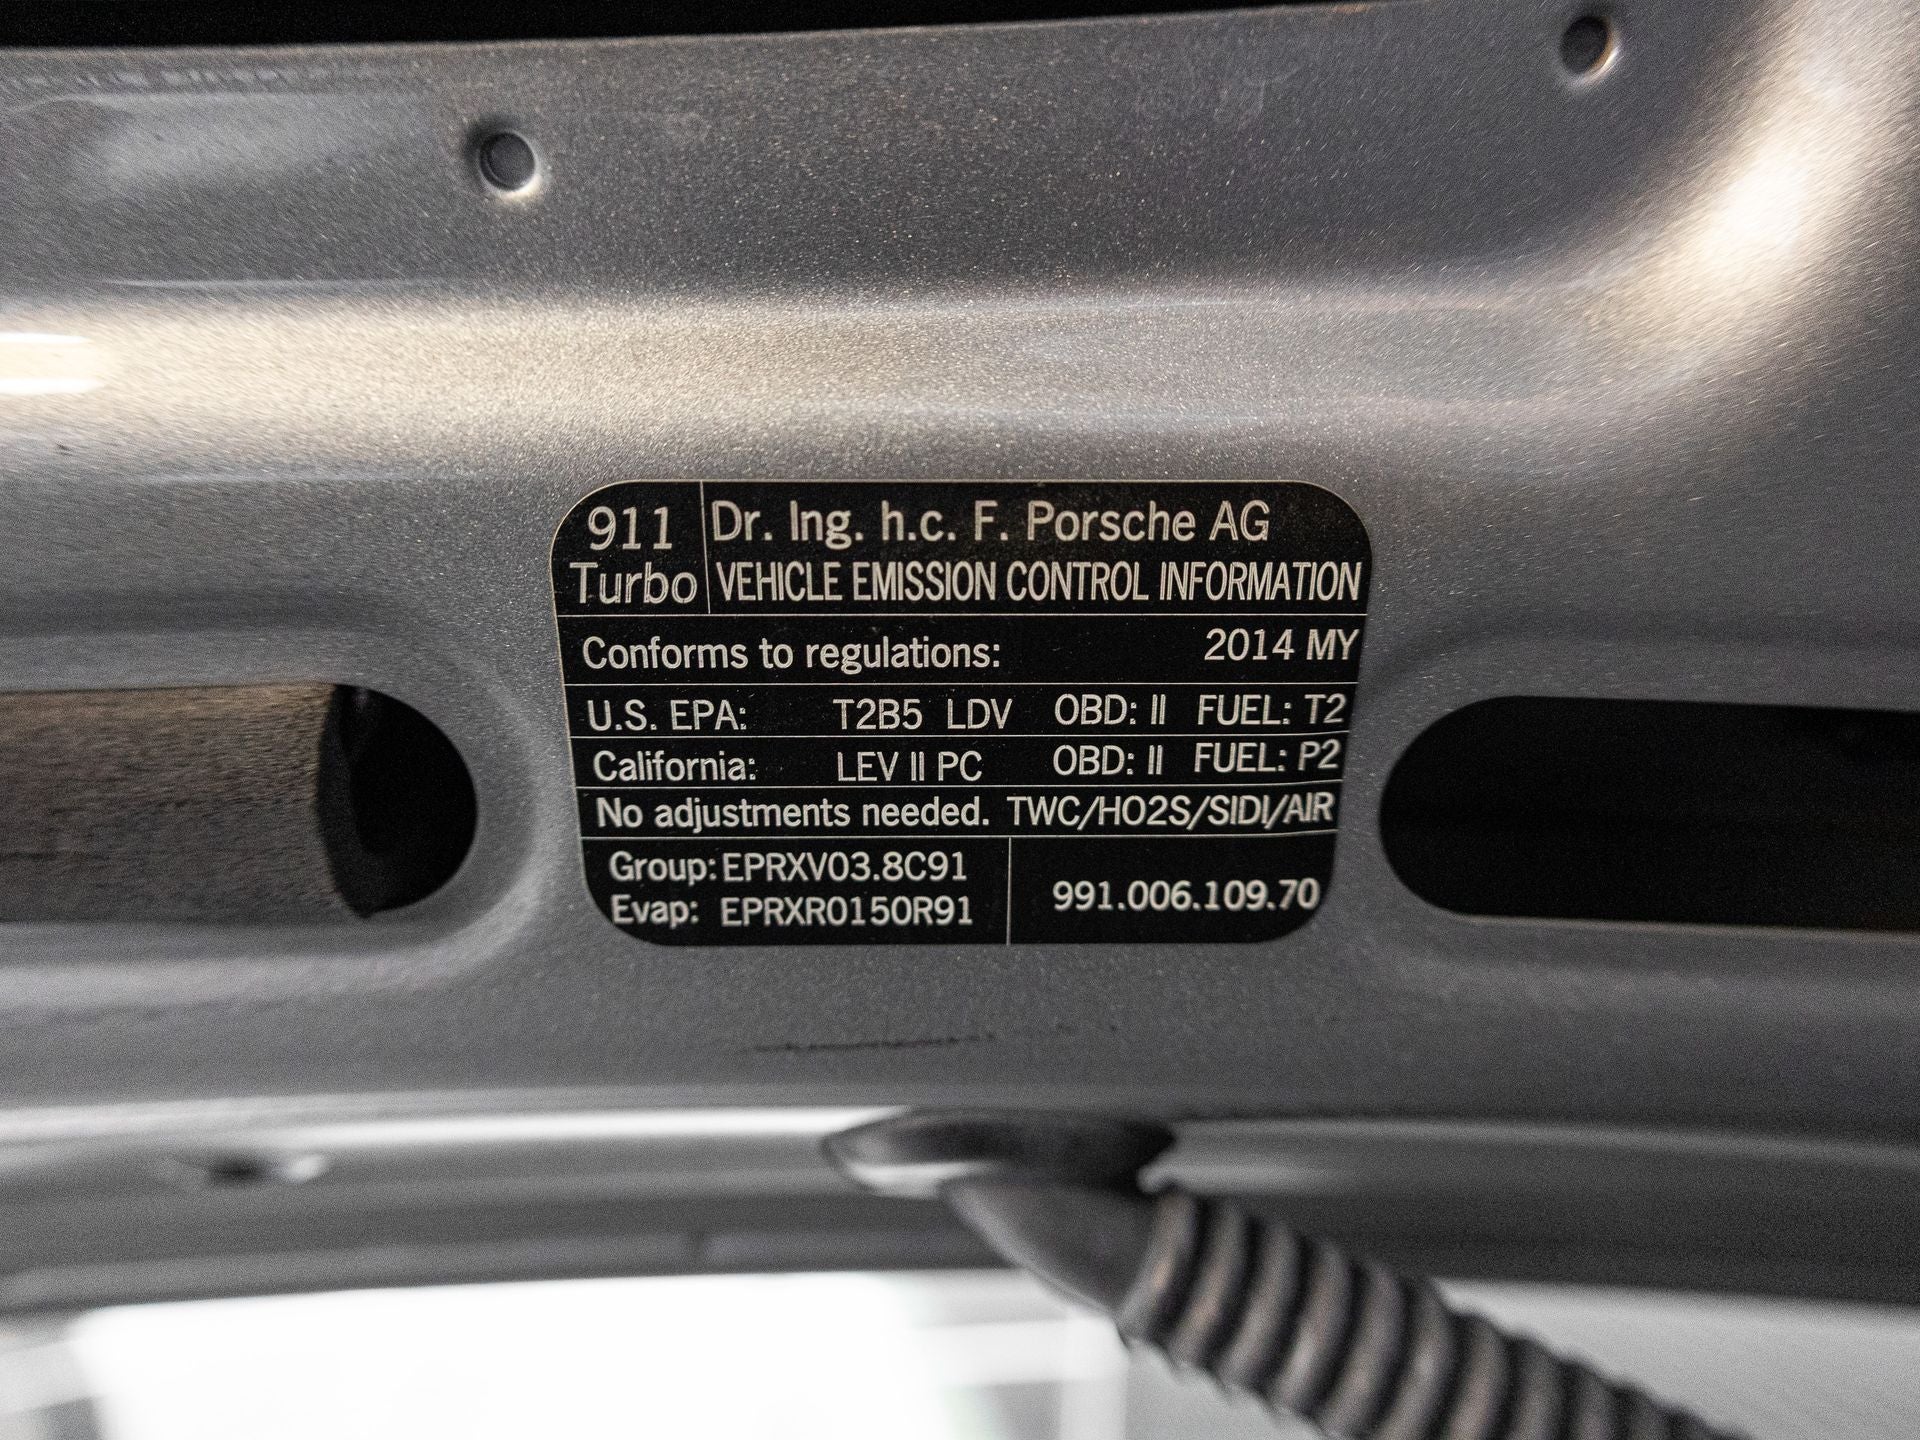 911 Turbo
Dr. Ing. h.c. F. Porsche AG
VEHICLE EMISSION CONTROL INFORMATION
Conforms to regulations: 2014 MY
U.S. EPA: T2B5 LDV OBD: II FUEL: T2
California: LEV II PC OBD: II FUEL: P2
No adjustments needed. TWC/HO2S/SIDI/AIR
Group: EPRXV03.8C91
Evap: EPRXR0150R91
991.006.109.70